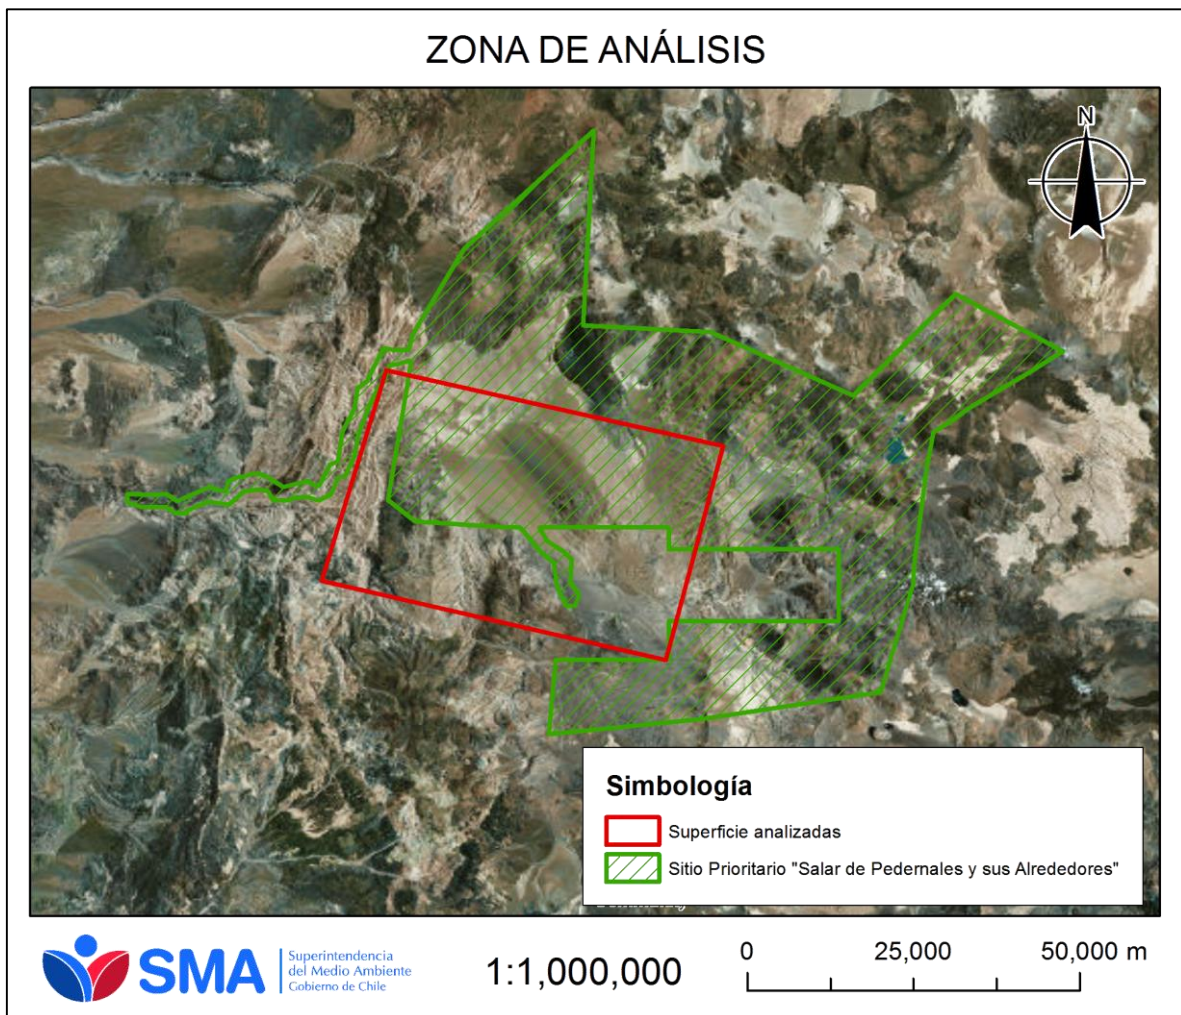 ZONA DE ANÁLISIS
N
Simbología
Superficie analizadas
Sitio Prioritario "Salar de Pedernales y sus Alrededores"
SMA
Superintendencia
del Medio Ambiente
Gobierno de Chile
1:1,000,000
0 25,000 50,000 m